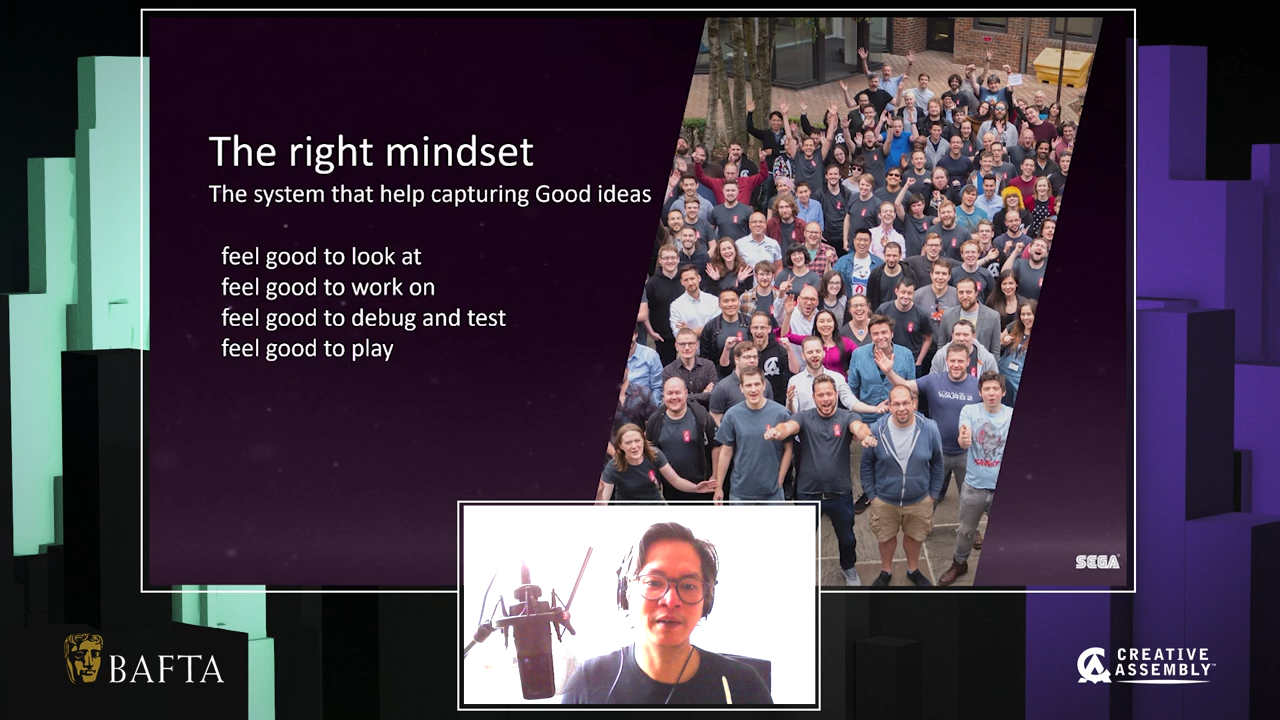 The right mindset
The system that help capturing Good ideas
feel good to look at
feel good to work on
feel good to debug and test
feel good to play
SEGA
BAFTA
CREATIVE
ASSEMBLY